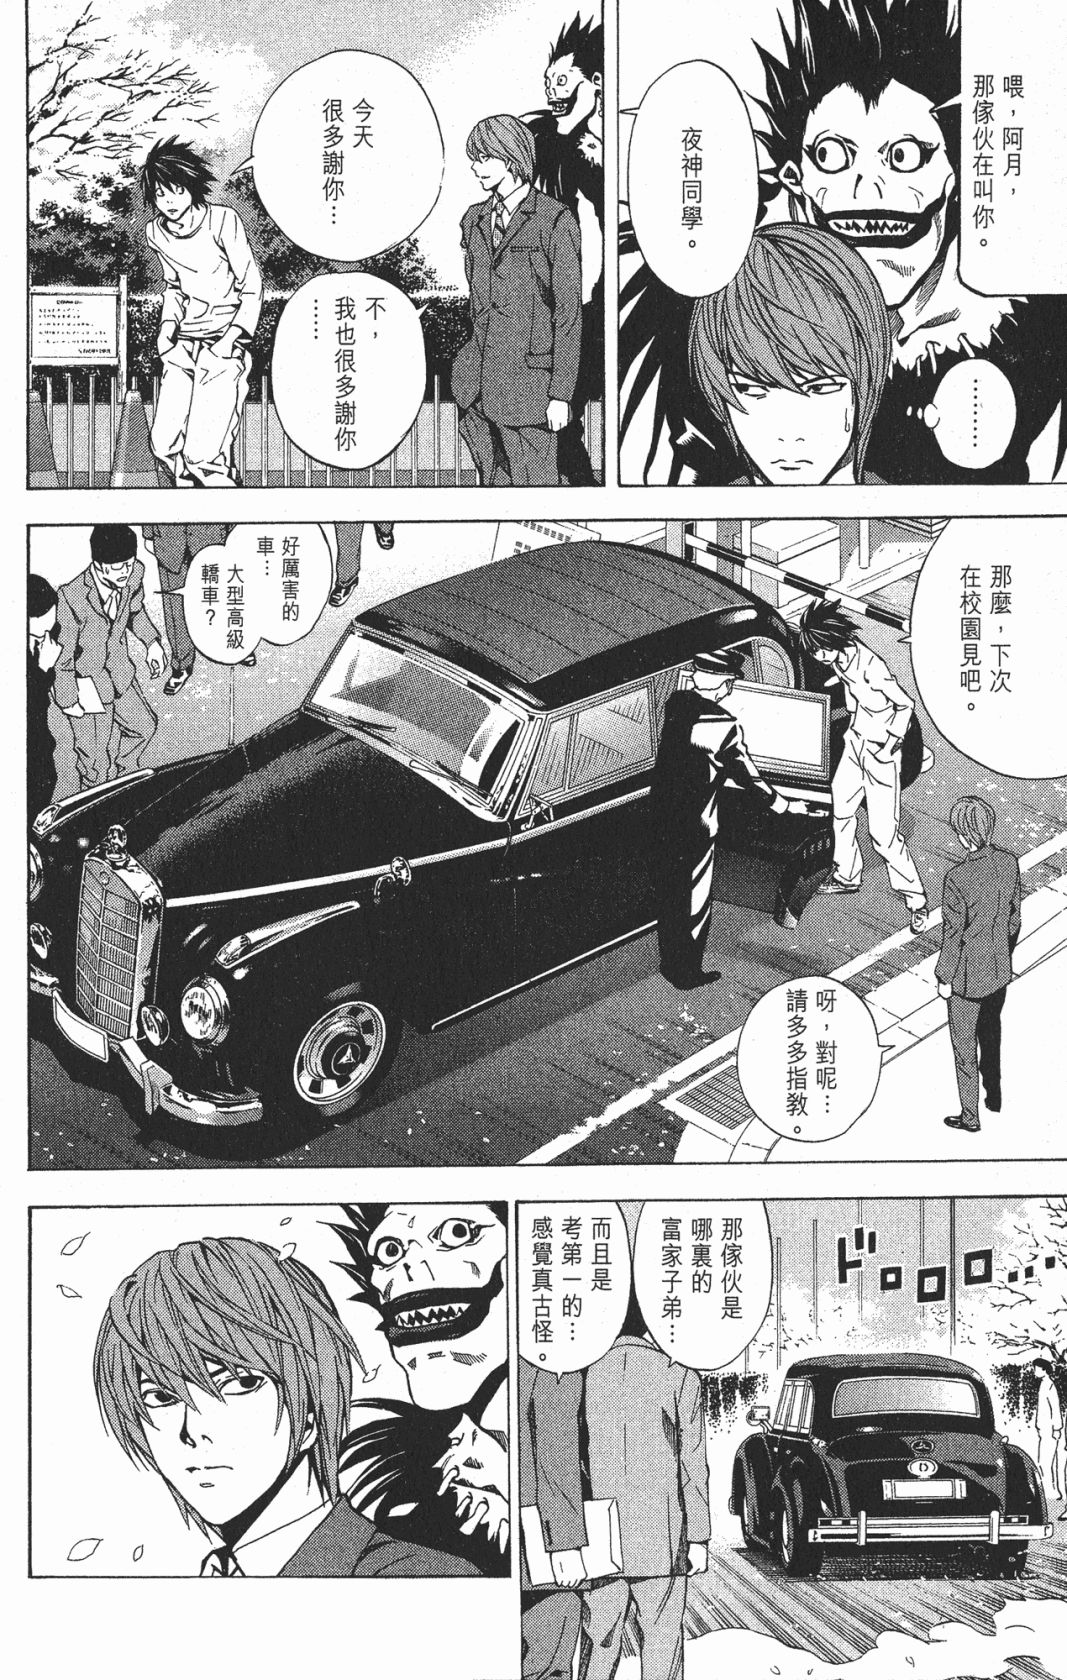 喂，阿月，
那傢伙在叫你。
夜神同學。
………
今天
很多謝你…
不，
我也很多謝你
……
那麼，下次
在校園見吧。
好厲害的
車…
大型高級
轎車？
呀，對呢…
請多多指教。
ドロロロ…
那傢伙是
哪裏的
富家子弟…
而且是
考第一的…
感覺真古怪。